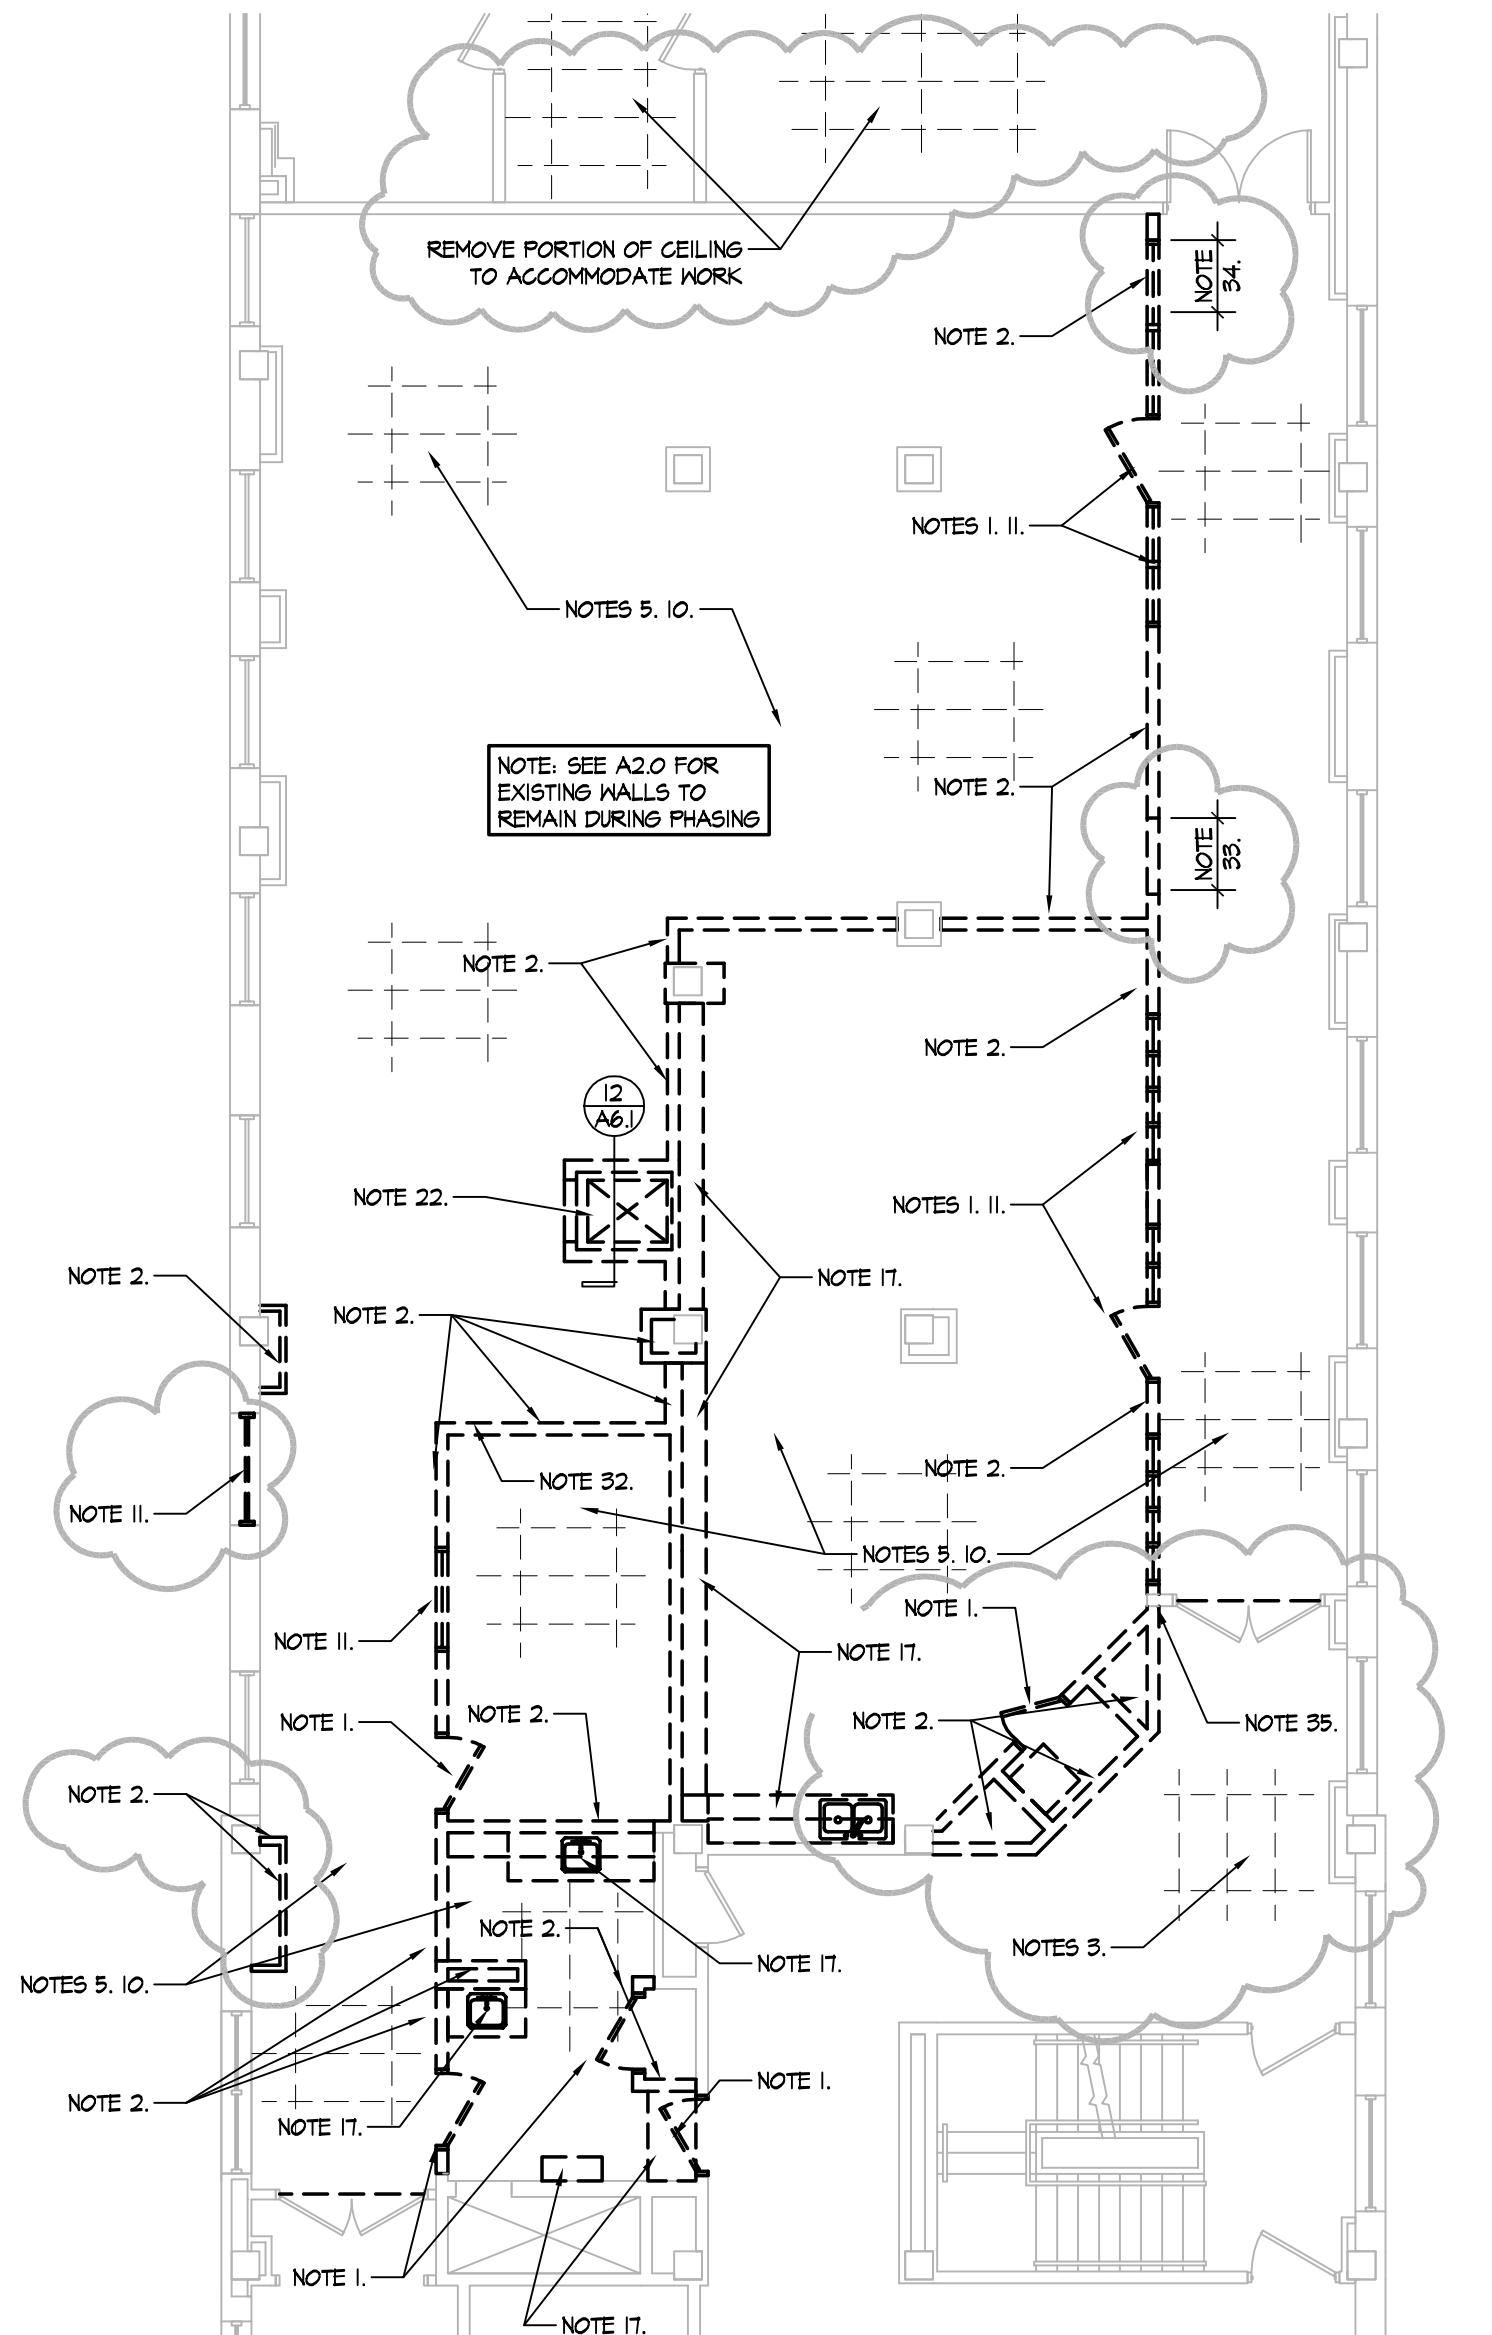 REMOVE PORTION OF CEILING
TO ACCOMMODATE WORK
NOTE
34.
NOTE 2.
NOTES 1. 11.
NOTES 5. 10.
NOTE: SEE A2.0 FOR
EXISTING WALLS TO
REMAIN DURING PHASING
NOTE 2.
NOTE
33.
NOTE 2.
NOTE 2.
12
A6.1
NOTE 22.
NOTES 1. 11.
NOTE 2.
NOTE 17.
NOTE 2.
NOTE 2.
NOTE 32.
NOTE 11.
NOTES 5. 10.
NOTE 1.
NOTE 11.
NOTE 17.
NOTE 2.
NOTE 1.
NOTE 2.
NOTE 35.
NOTE 2.
NOTE 2.
NOTES 3.
NOTE 17.
NOTES 5. 10.
NOTE 1.
NOTE 2.
NOTE 17.
NOTE 1.
NOTE 17.